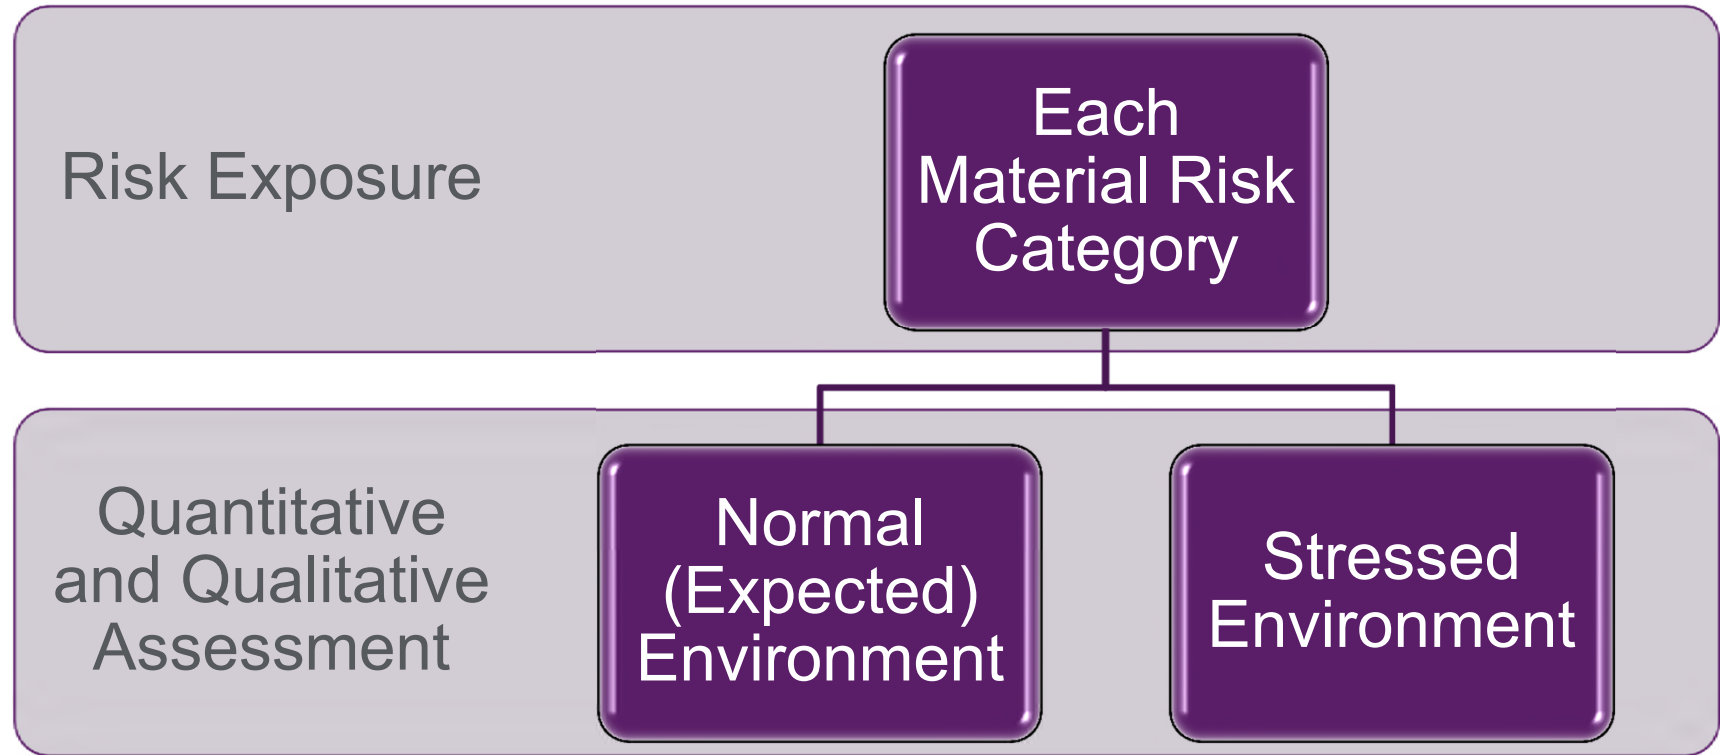 Risk Exposure
Each
Material Risk
Category
Quantitative
and Qualitative
Assessment
Normal
(Expected)
Environment
Stressed
Environment